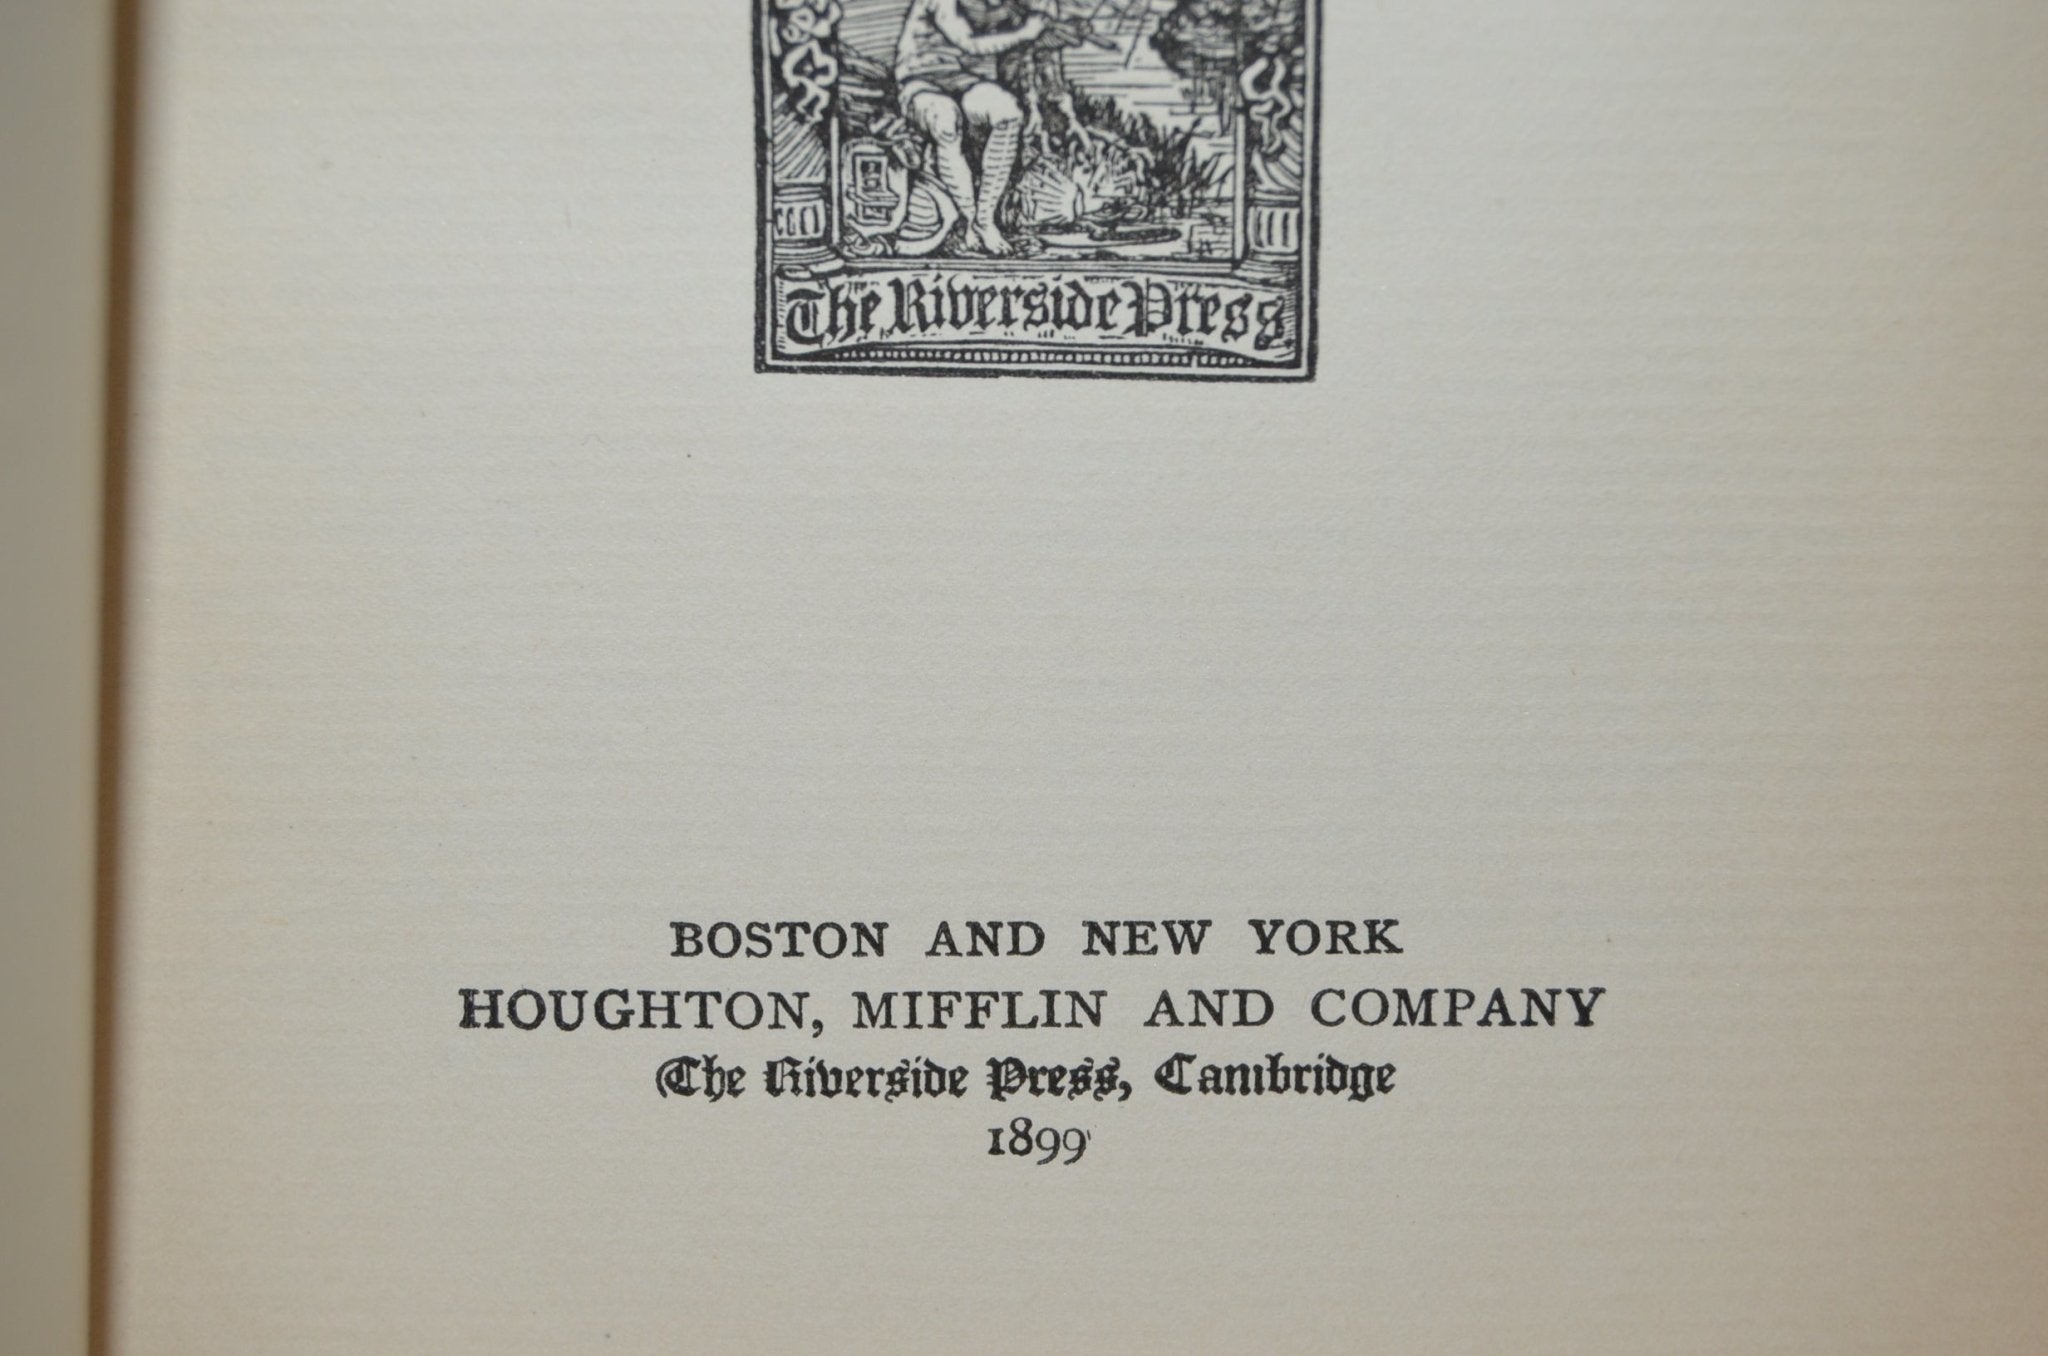 The Riverside Press
BOSTON AND NEW YORK
HOUGHTON, MIFFLIN AND COMPANY
The Riverside Press, Cambridge
1899